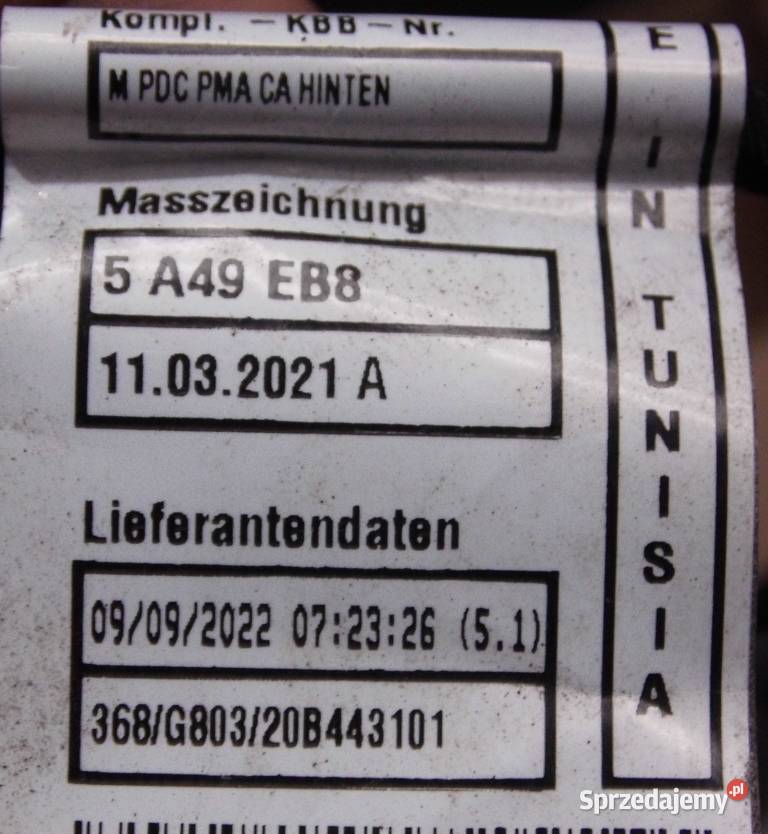 Kompl. – KBB – Nr.
M PDC PMA CA HINTEN
Masszeichnung
5 A49 EB8
11.03.2021 A
Lieferantendaten
09/09/2022 07:23:26 (5.1)
368/G803/20B443101
E IN TUNISIA
Sprzedajemy.pl